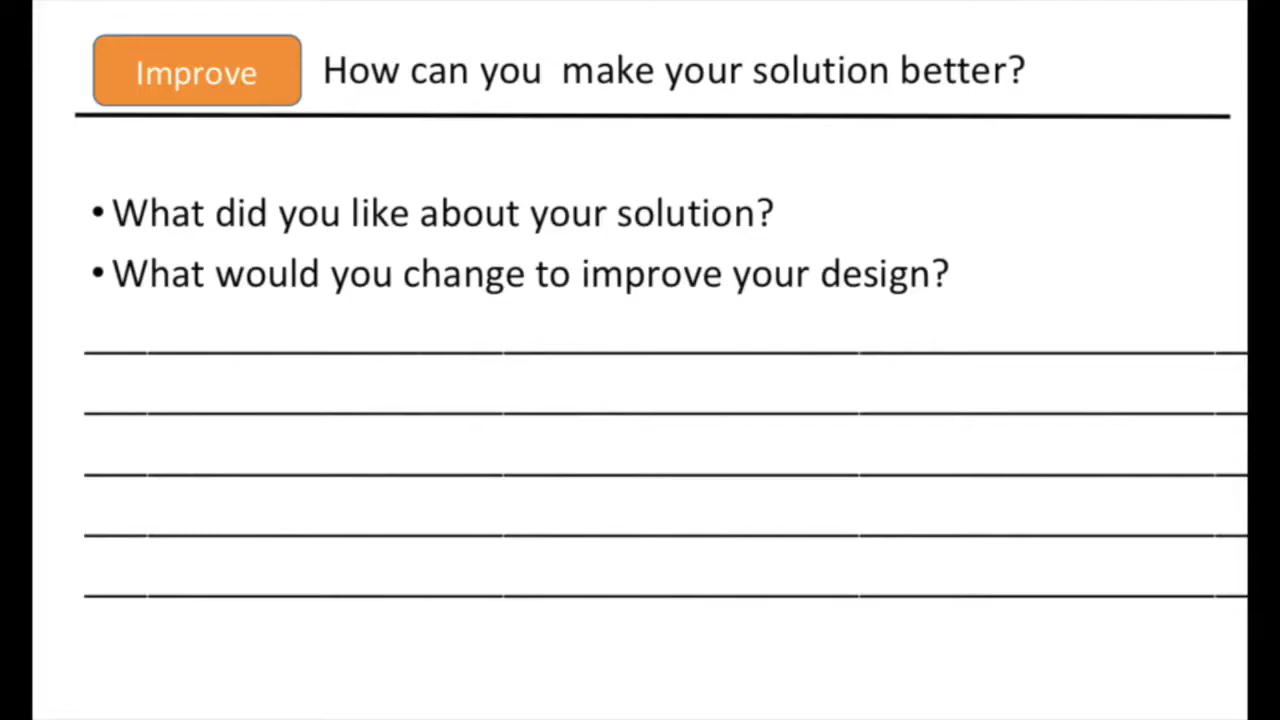 Improve How can you  make your solution better?
• What did you like about your solution?
• What would you change to improve your design?